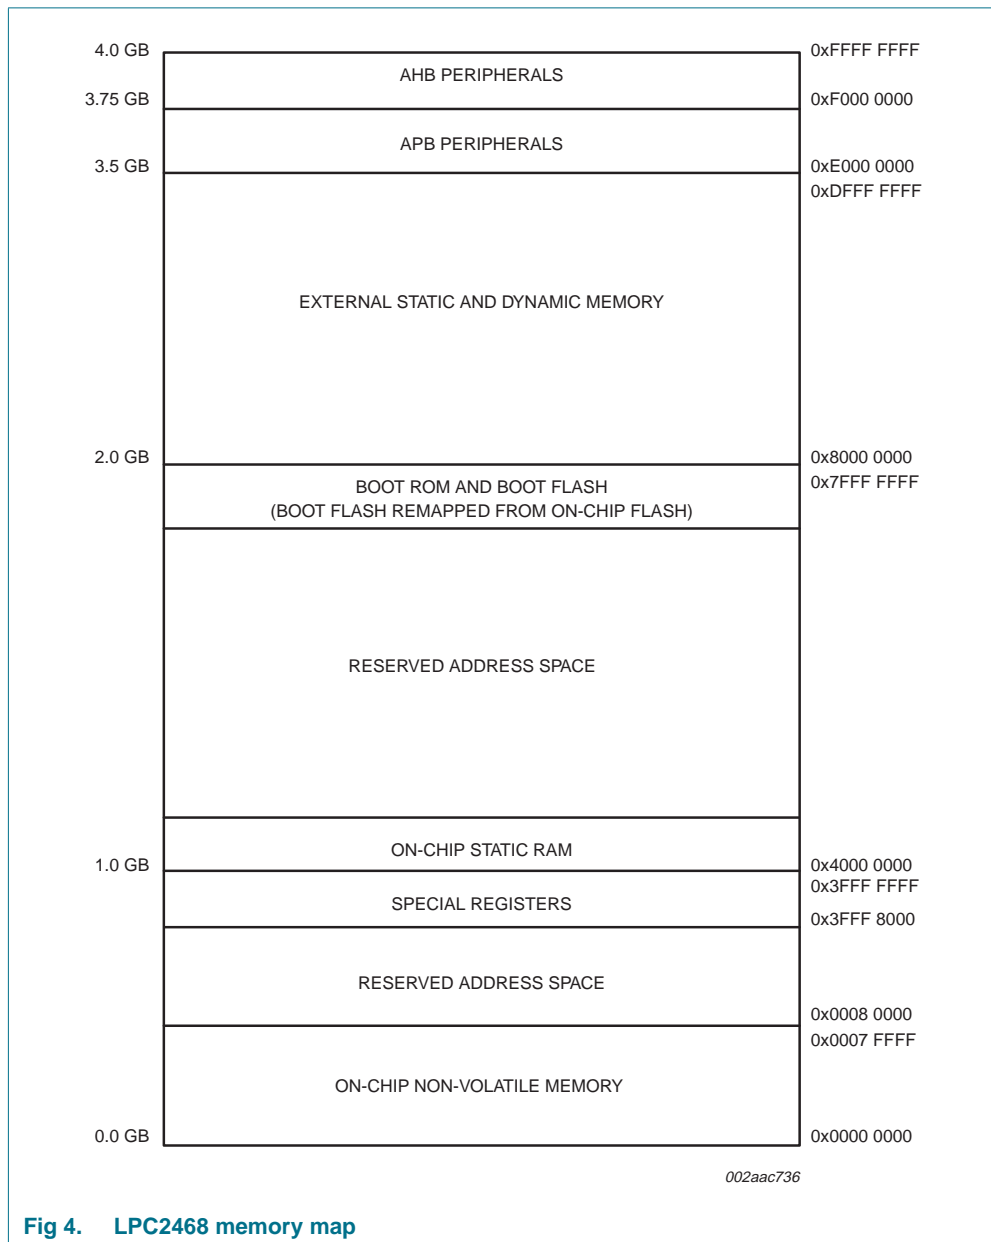 4.0 GB
0xFFFF FFFF
AHB PERIPHERALS
3.75 GB
0xF000 0000
APB PERIPHERALS
3.5 GB
0xE000 0000
0xDFFF FFFF
EXTERNAL STATIC AND DYNAMIC MEMORY
2.0 GB
0x8000 0000
0x7FFF FFFF
BOOT ROM AND BOOT FLASH
(BOOT FLASH REMAPPED FROM ON-CHIP FLASH)
RESERVED ADDRESS SPACE
ON-CHIP STATIC RAM
1.0 GB
0x4000 0000
0x3FFF FFFF
SPECIAL REGISTERS
0x3FFF 8000
RESERVED ADDRESS SPACE
0x0008 0000
0x0007 FFFF
ON-CHIP NON-VOLATILE MEMORY
0.0 GB
0x0000 0000
002aac736
Fig 4. LPC2468 memory map